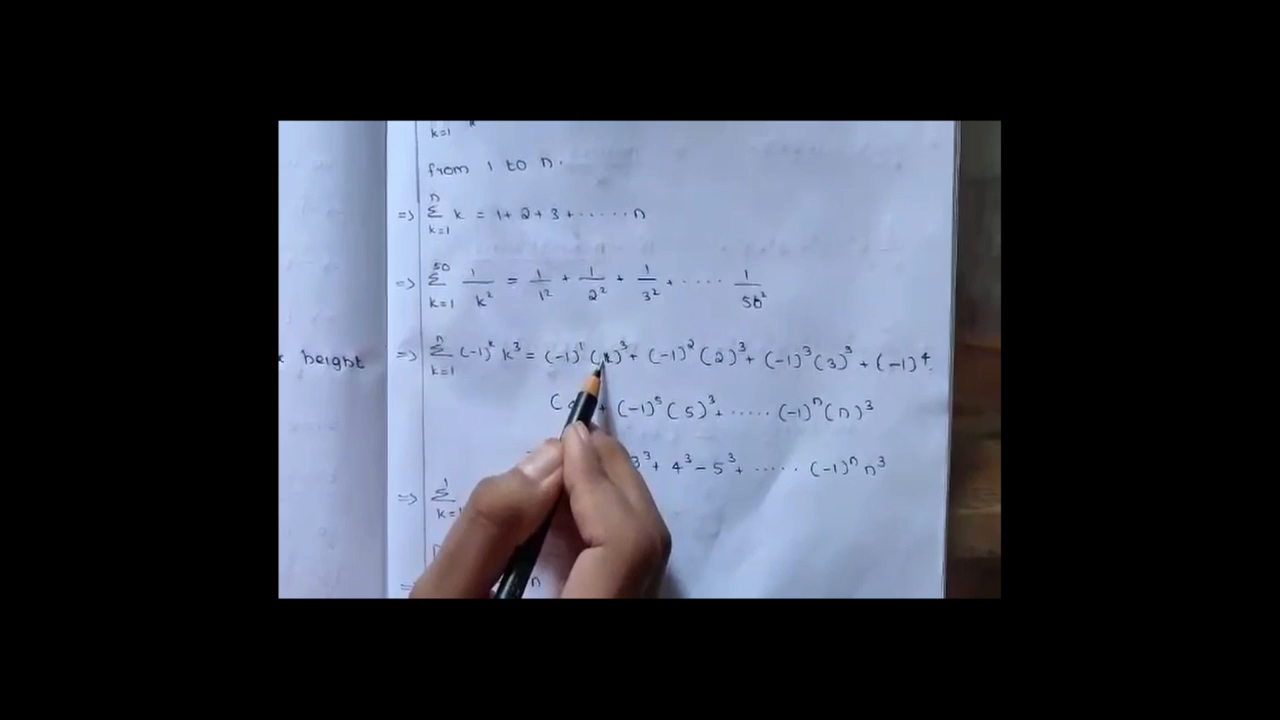 k=1 k
from 1 to n.
=> n Σ k=1 k = 1+ 2+ 3+ ...... n
=> 50 Σ k=1 1/k² = 1/1² + 1/2² + 1/3² + .... 1/50²
k height
=> n Σ k=1 (-1)^k k³ = (-1)¹ ( )³ + (-1)² (2)³ + (-1)³ (3)³ + (-1)⁴.
( + (-1)⁵ (5)³ + ..... (-1)ⁿ (n)³
3³ + 4³ - 5³ + ..... (-1)ⁿ n³
=> 1 Σ k=1
=> n